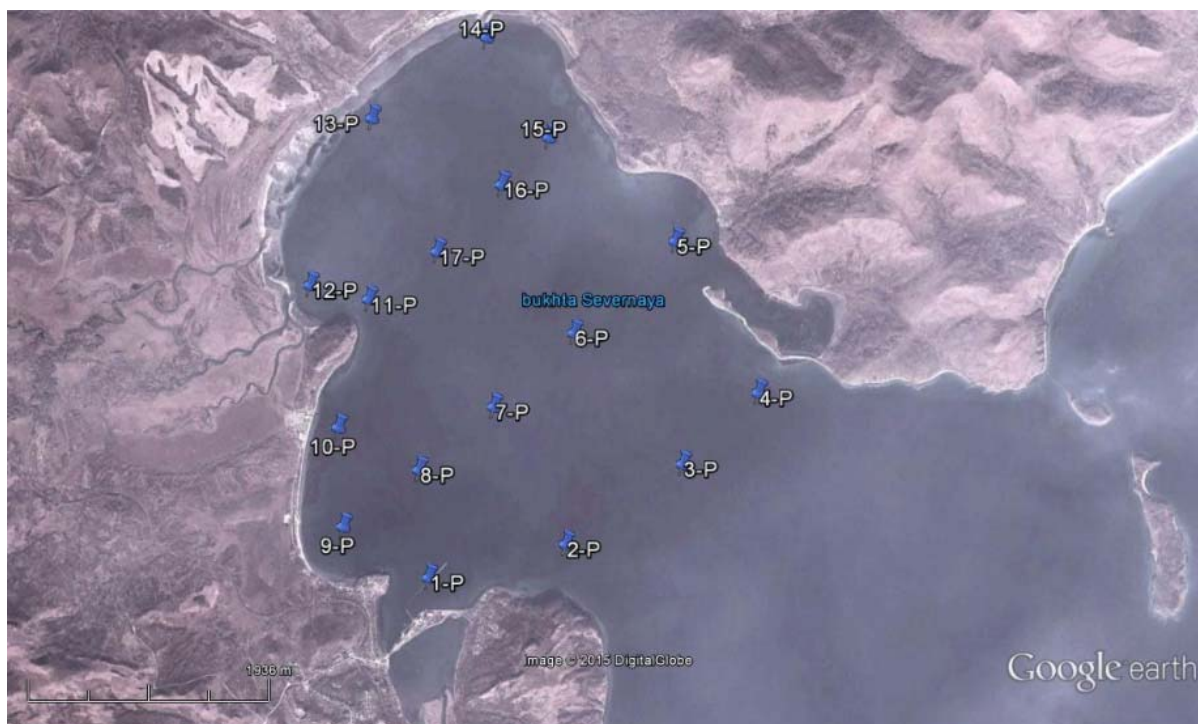 14-P
13-P
15-P
16-P
5-P
17-P
12-P
11-P
bukhta Severnaya
6-P
4-P
7-P
10-P
3-P
8-P
9-P
2-P
1-P
1936 m
Image © 2015 DigitalGlobe
Google earth